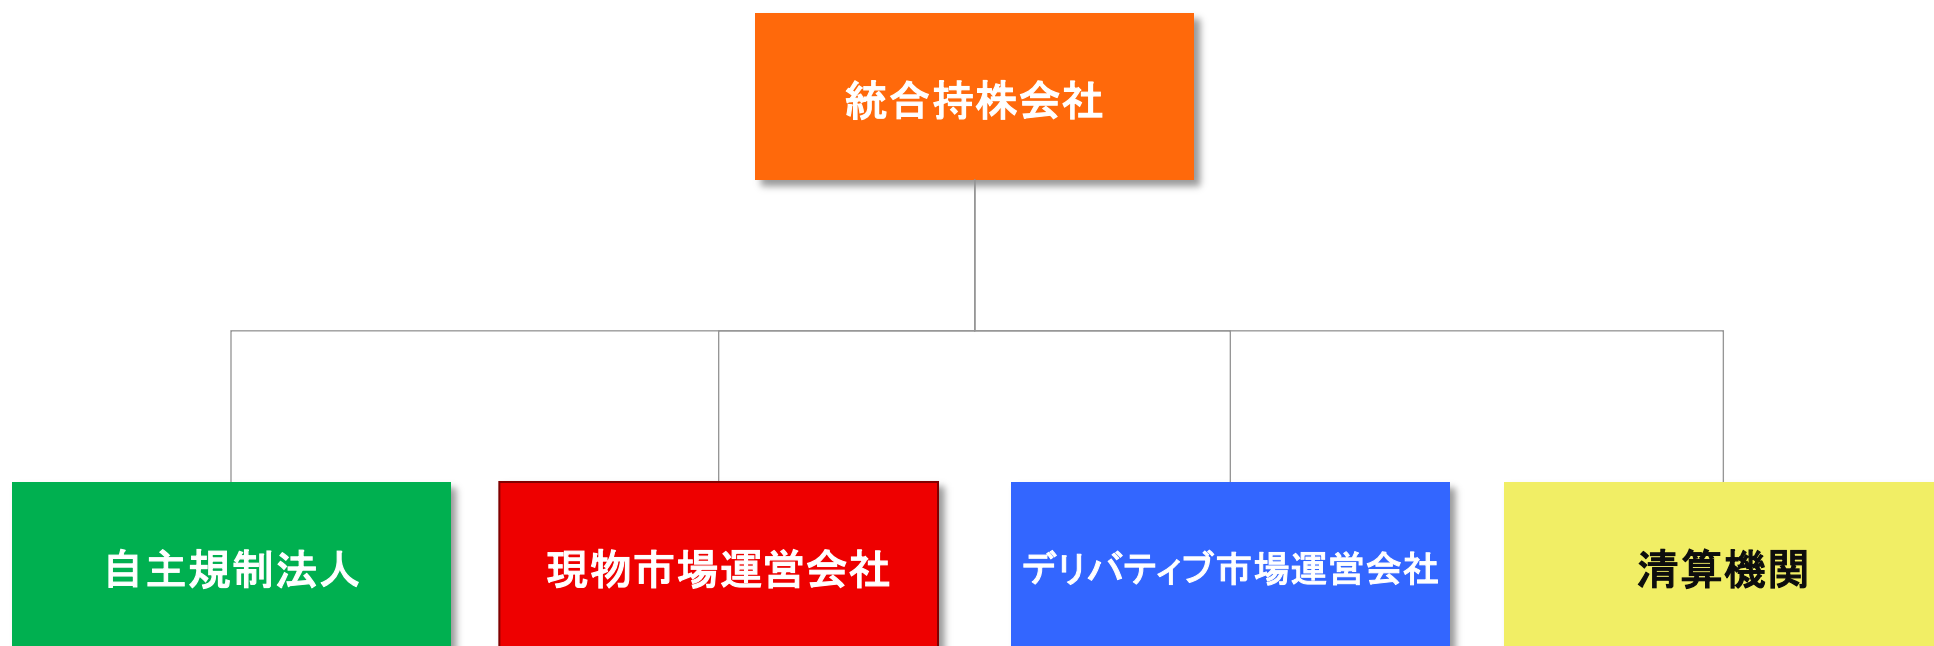 統合持株会社
自主規制法人
現物市場運営会社
デリバティブ市場運営会社
清算機関